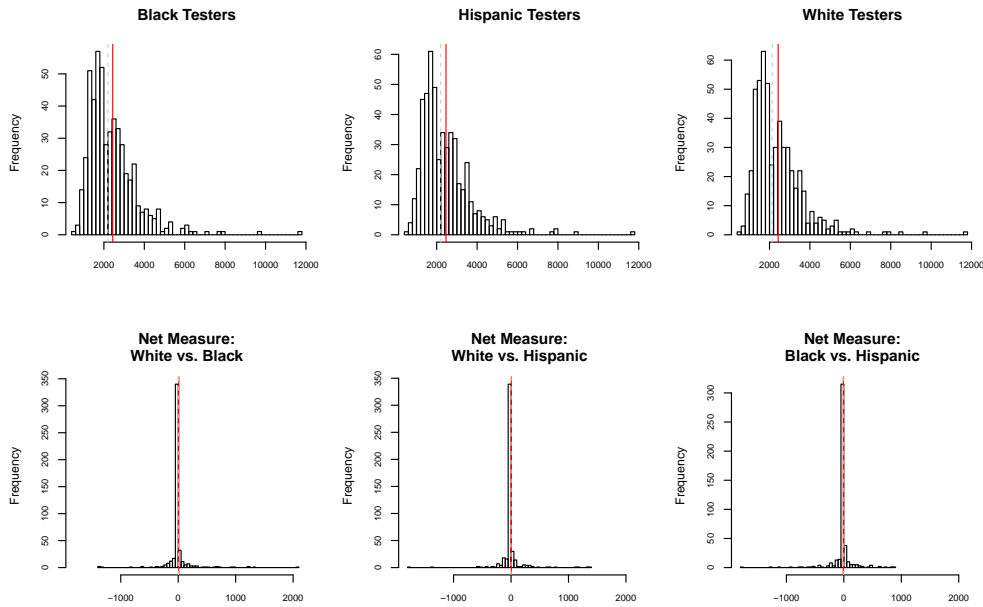 Black Testers
Hispanic Testers
White Testers
Frequency
0 10 20 30 40 50
2000 4000 6000 8000 10000 12000
Frequency
0 10 20 30 40 50 60
2000 4000 6000 8000 10000 12000
Frequency
0 10 20 30 40 50 60
2000 4000 6000 8000 10000 12000
Net Measure:
White vs. Black
Net Measure:
White vs. Hispanic
Net Measure:
Black vs. Hispanic
Frequency
0 50 100 150 200 250 300 350
−1000 0 1000 2000
Frequency
0 50 100 150 200 250 300 350
−1000 0 1000 2000
Frequency
0 50 100 150 200 250 300
−1000 0 1000 2000